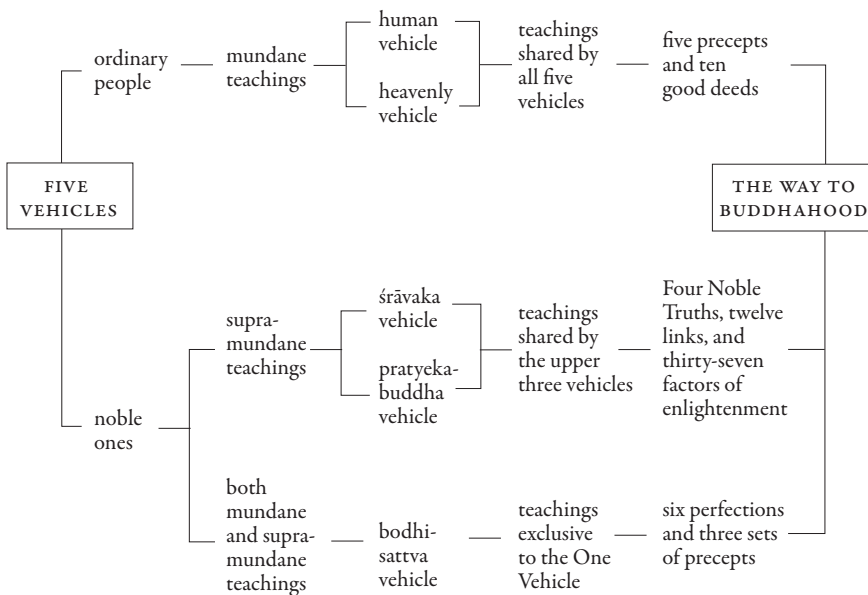 ordinary
people
mundane
teachings
human
vehicle
heavenly
vehicle
teachings
shared by
all five
vehicles
five precepts
and ten
good deeds
FIVE
VEHICLES
THE WAY TO
BUDDHAHOOD
noble
ones
supra-
mundane
teachings
śrāvaka
vehicle
pratyeka-
buddha
vehicle
teachings
shared by
the upper
three vehicles
Four Noble
Truths, twelve
links, and
thirty-seven
factors of
enlightenment
both
mundane
and supra-
mundane
teachings
bodhi-
sattva
vehicle
teachings
exclusive
to the One
Vehicle
six perfections
and three sets
of precepts